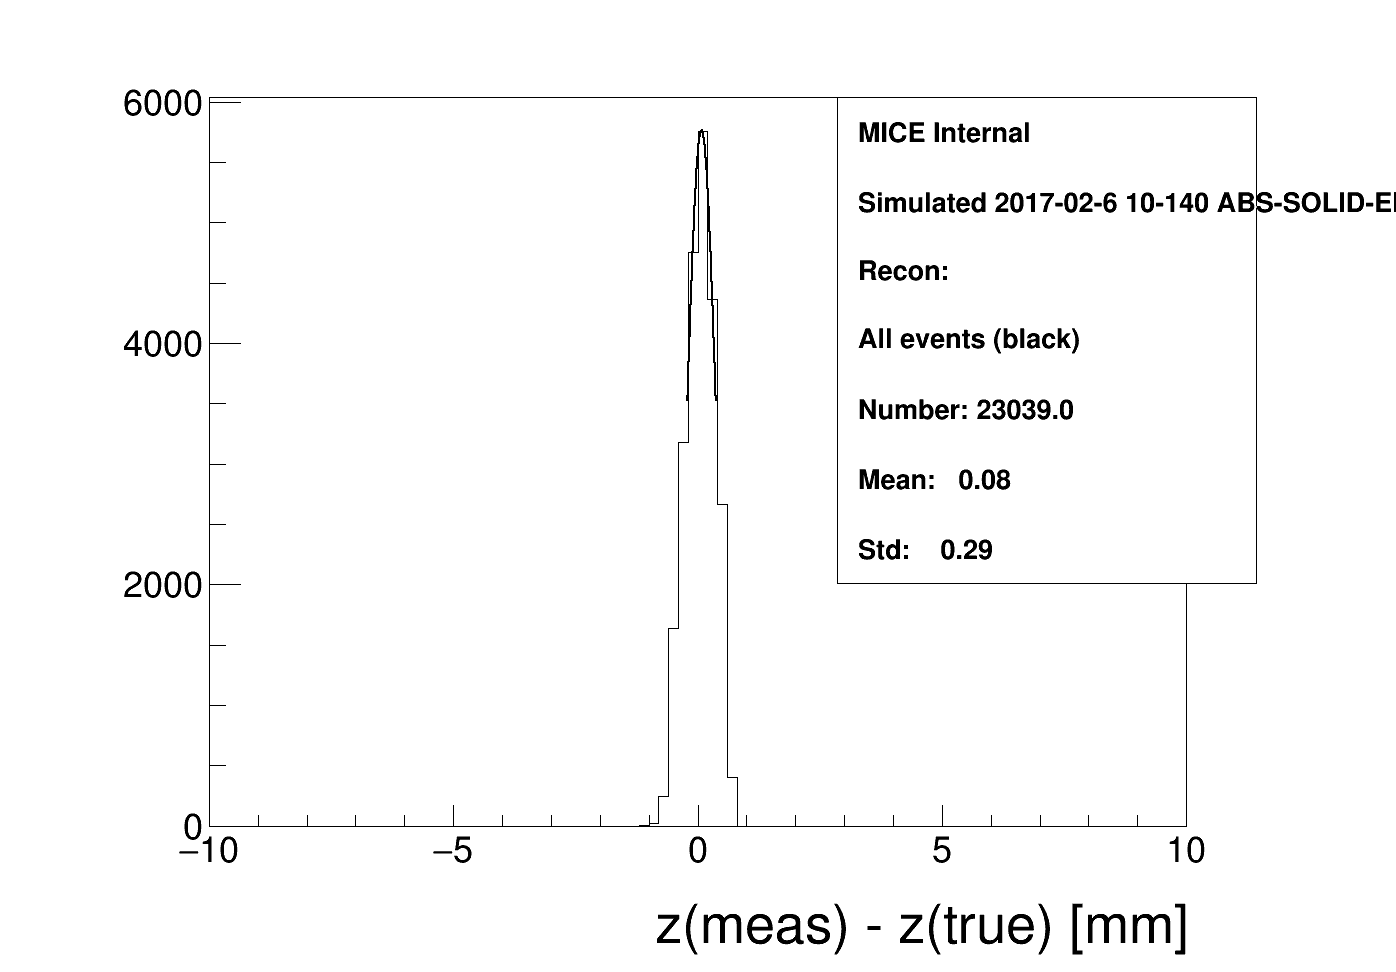 6000
4000
2000
0
−10
−5
0
5
10
z(meas) - z(true) [mm]
MICE Internal
Simulated 2017-02-6 10-140 ABS-SOLID-E
Recon:
All events (black)
Number: 23039.0
Mean: 0.08
Std: 0.29